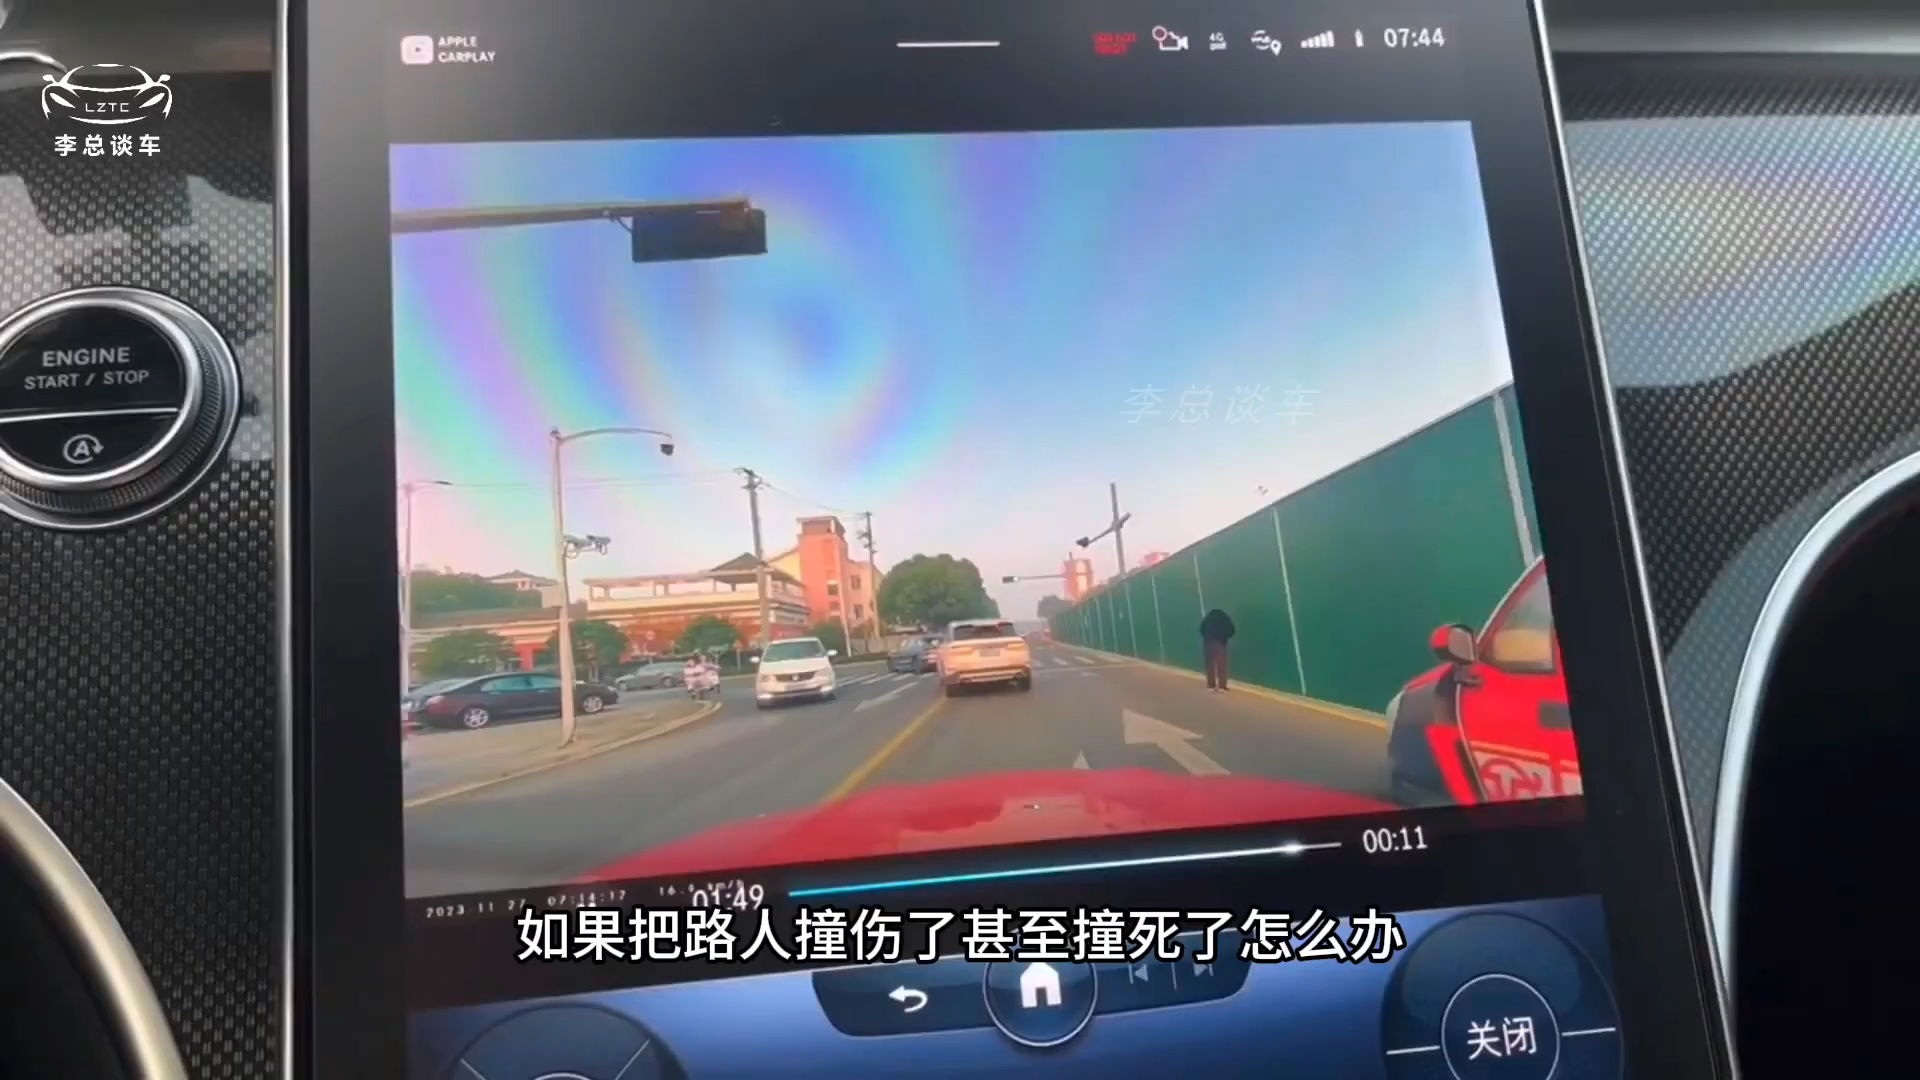 APPLE
CARPLAY
4G
07:44
LZTC
李总谈车
ENGINE
START / STOP
A
李总谈车
00:11
01:49
如果把路人撞伤了甚至撞死了怎么办
关闭